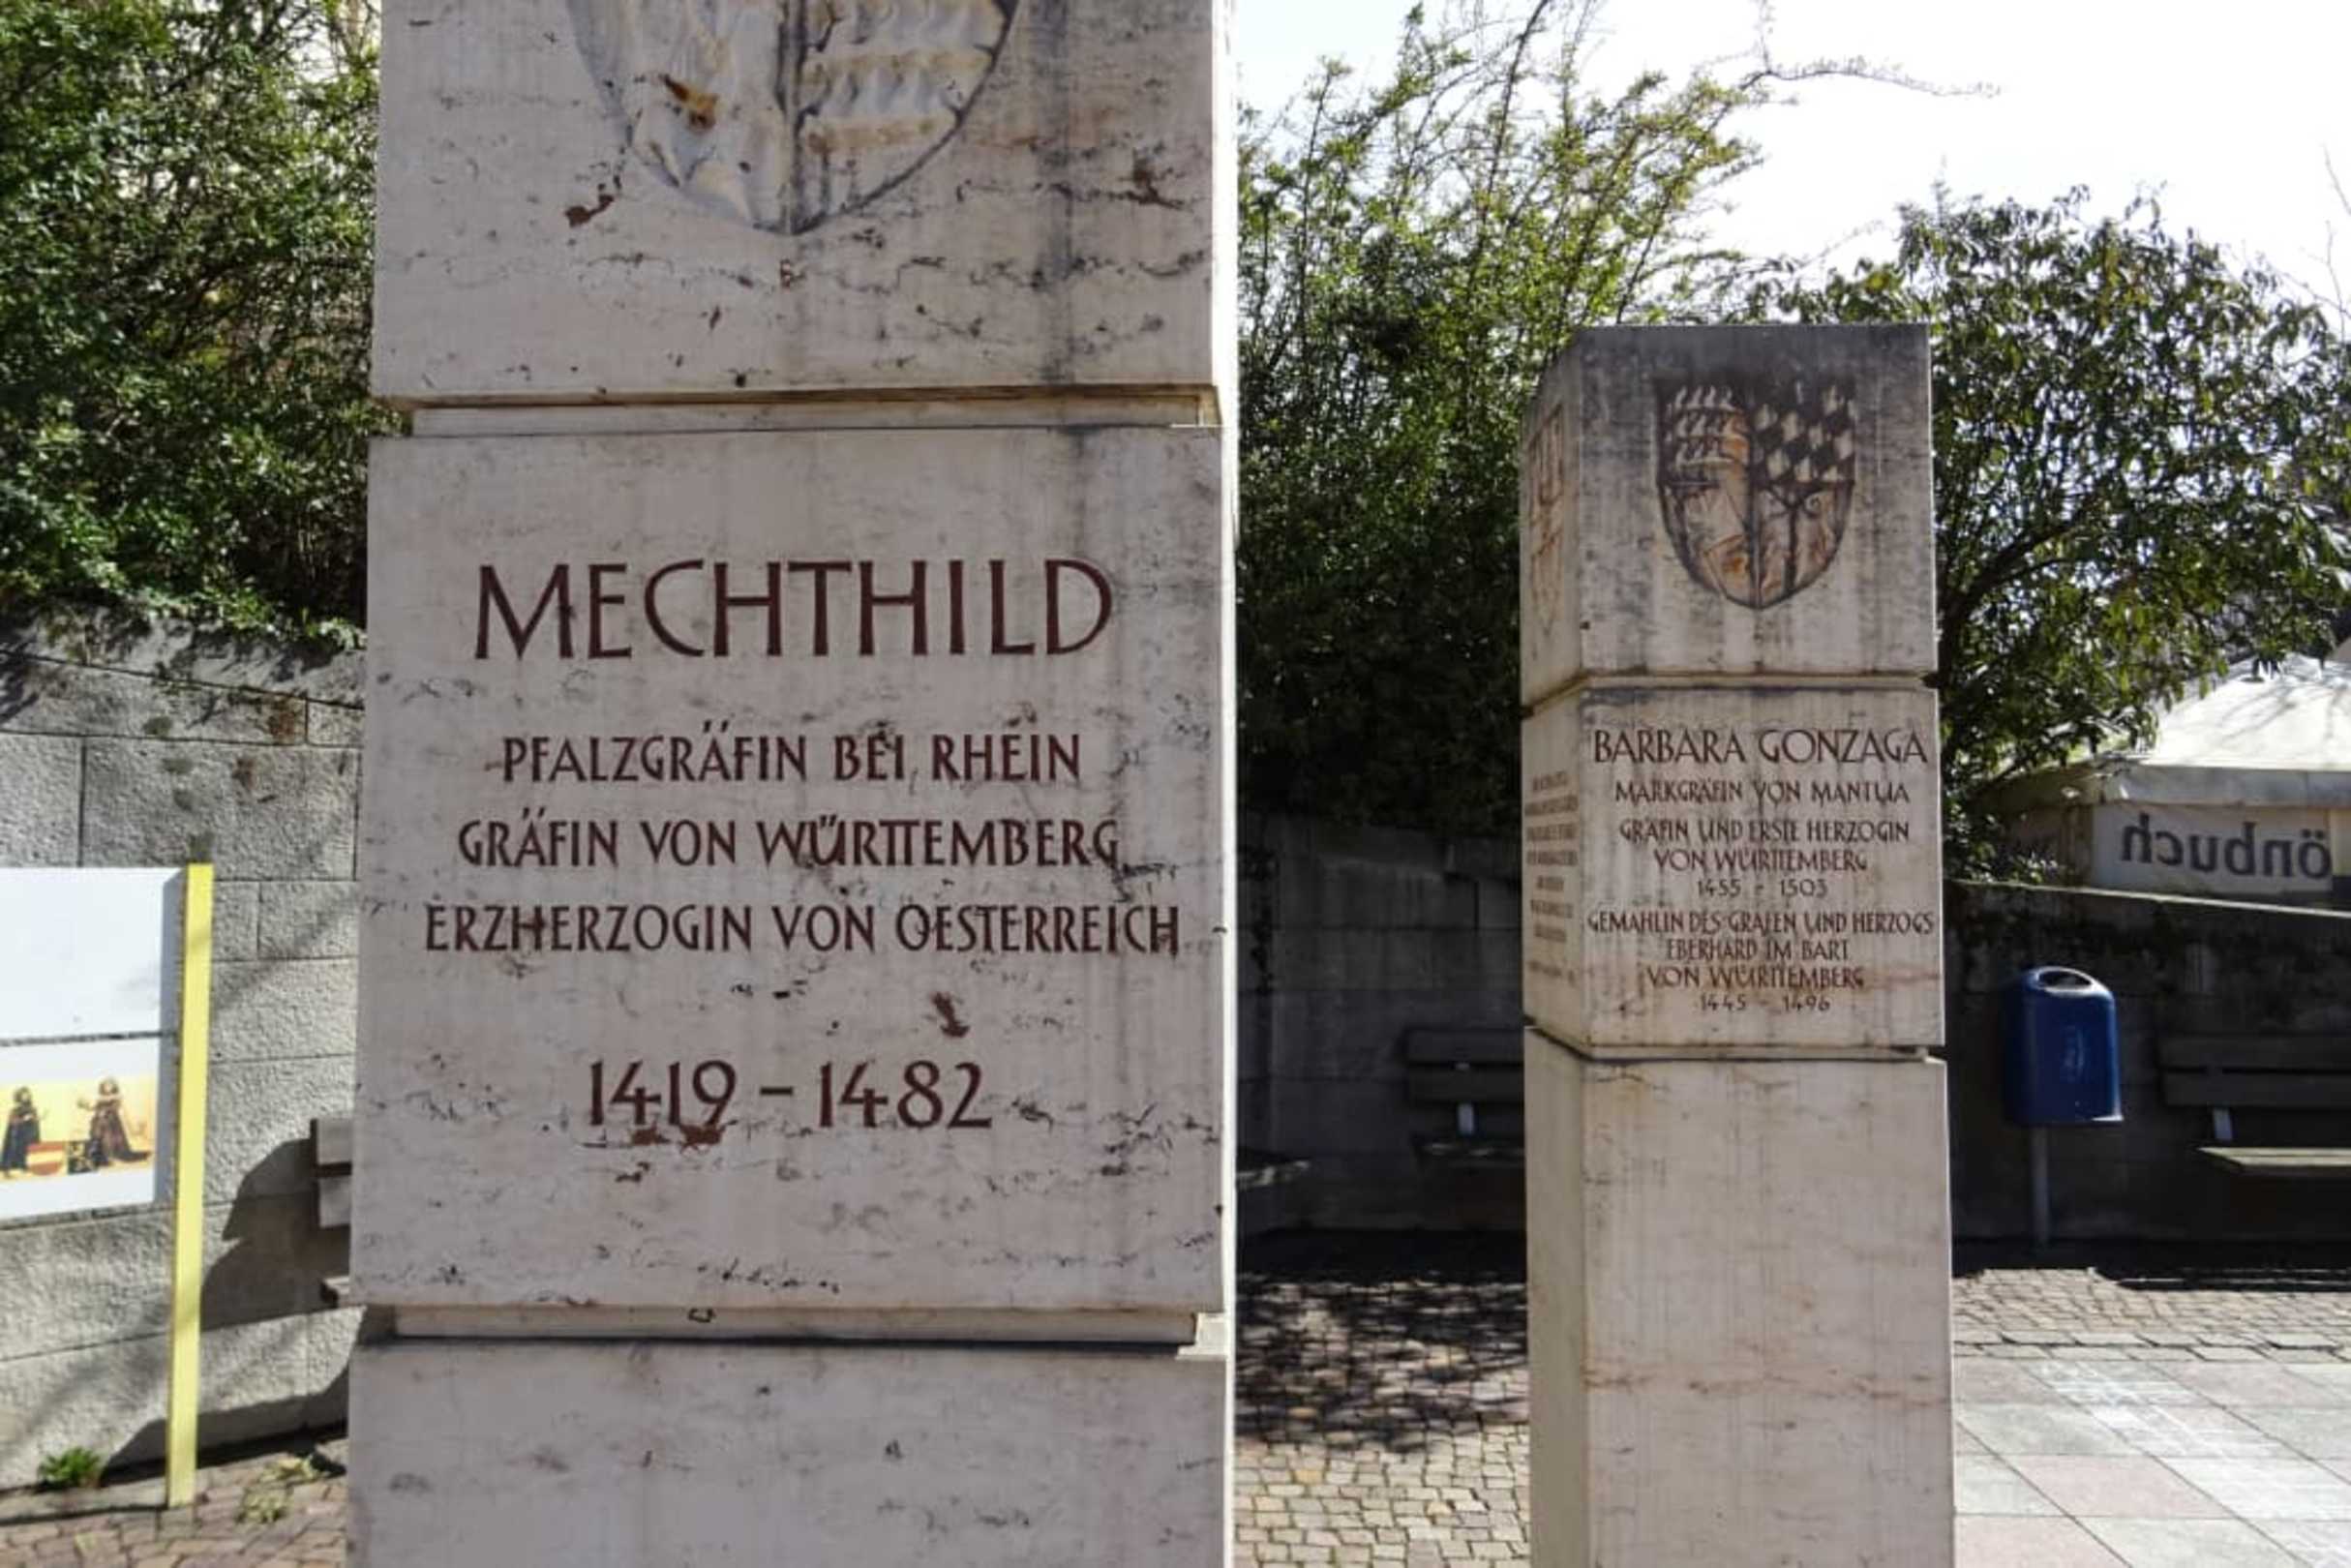 MECHTHILD
PFALZGRÄFIN BEI RHEIN
GRÄFIN VON WÜRTTEMBERG
ERZHERZOGIN VON OESTERREICH
1419 - 1482
BARBARA GONZAGA
MARKGRÄFIN VON MANTUA
GRÄFIN UND ERSTE HERZOGIN
VON WÜRTTEMBERG
1455 - 1503
GEMAHLIN DES GRAFEN UND HERZOGS
EBERHARD IM BART
VON WÜRTTEMBERG
1445 - 1496
önbuch